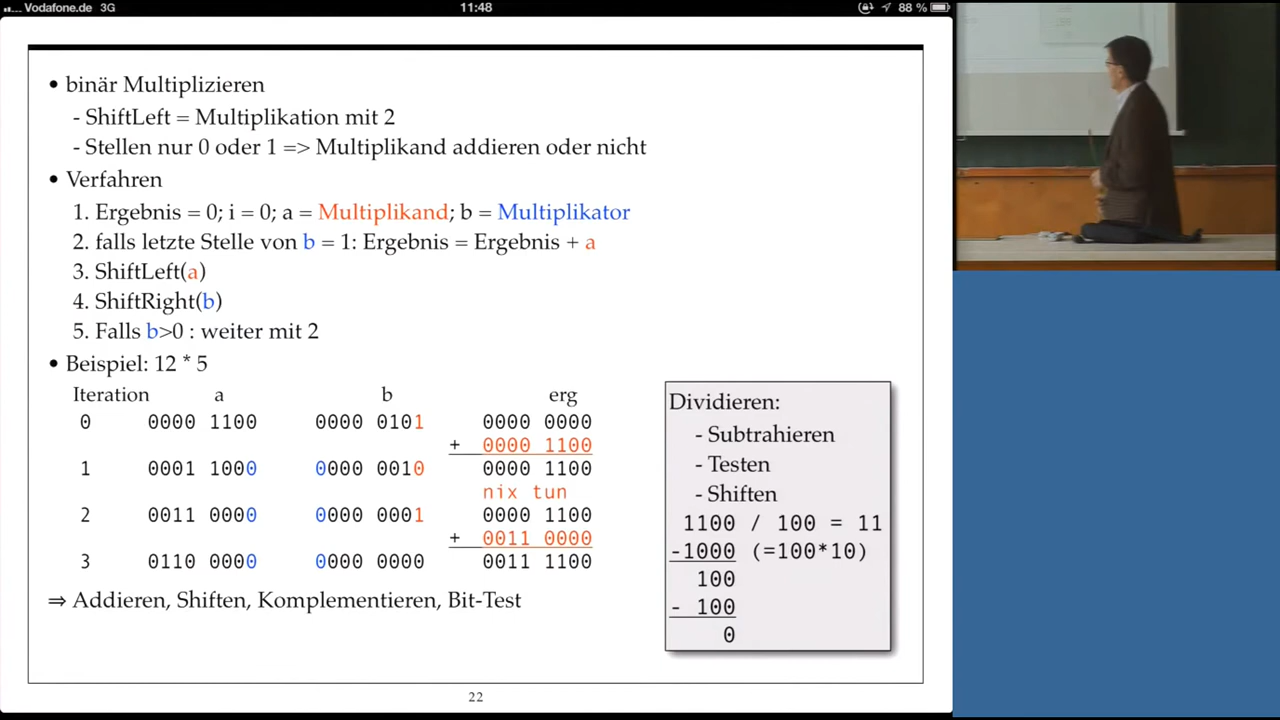 Vodafone.de 3G 11:48 88 %
• binär Multiplizieren
- ShiftLeft = Multiplikation mit 2
- Stellen nur 0 oder 1 => Multiplikand addieren oder nicht
• Verfahren
1. Ergebnis = 0; i = 0; a = Multiplikand; b = Multiplikator
2. falls letzte Stelle von b = 1: Ergebnis = Ergebnis + a
3. ShiftLeft(a)
4. ShiftRight(b)
5. Falls b>0 : weiter mit 2
• Beispiel: 12 * 5
Iteration a b erg
0 0000 1100 0000 0101 0000 0000
+ 0000 1100
1 0001 1000 0000 0010 0000 1100
nix tun
2 0011 0000 0000 0001 0000 1100
+ 0011 0000
3 0110 0000 0000 0000 0011 1100
⇒ Addieren, Shiften, Komplementieren, Bit-Test
Dividieren:
- Subtrahieren
- Testen
- Shiften
1100 / 100 = 11
-1000 (=100*10)
100
- 100
0
22